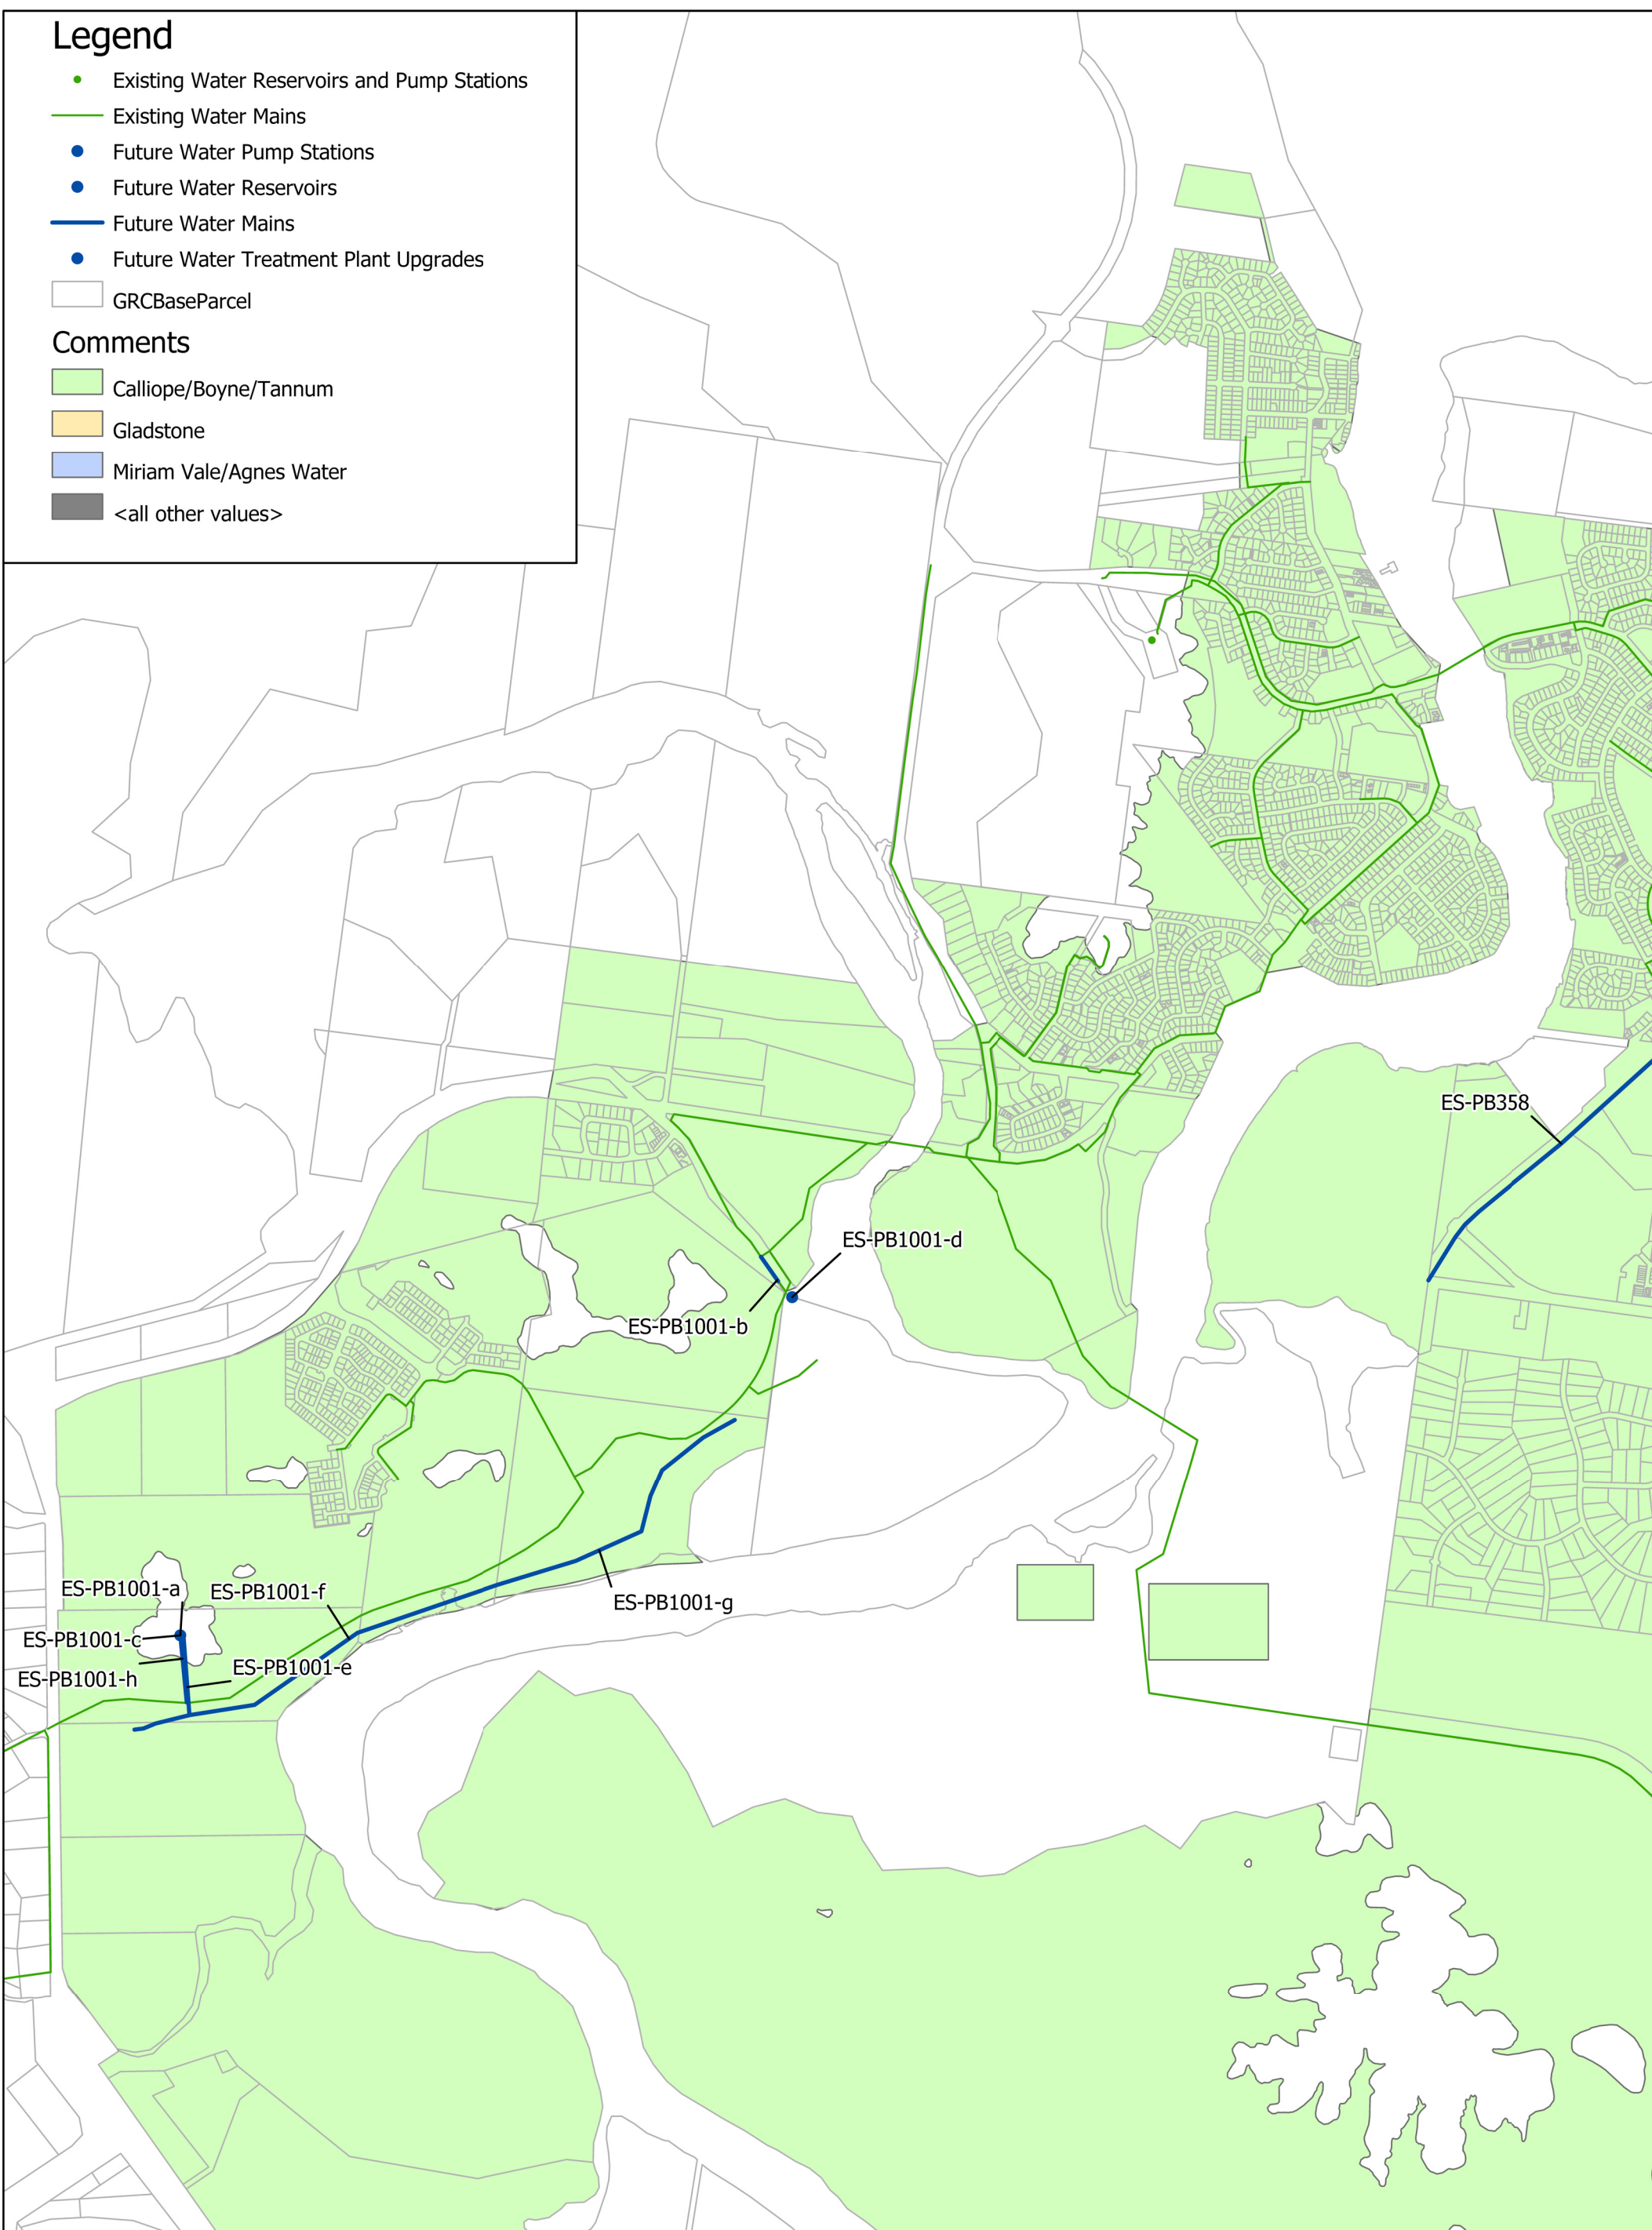 Legend
Existing Water Reservoirs and Pump Stations
Existing Water Mains
Future Water Pump Stations
Future Water Reservoirs
Future Water Mains
Future Water Treatment Plant Upgrades
GRCBaseParcel
Comments
Calliope/Boyne/Tannum
Gladstone
Miriam Vale/Agnes Water
<all other values>
ES-PB358
ES-PB1001-d
ES-PB1001-b
ES-PB1001-a
ES-PB1001-f
ES-PB1001-g
ES-PB1001-c
ES-PB1001-e
ES-PB1001-h